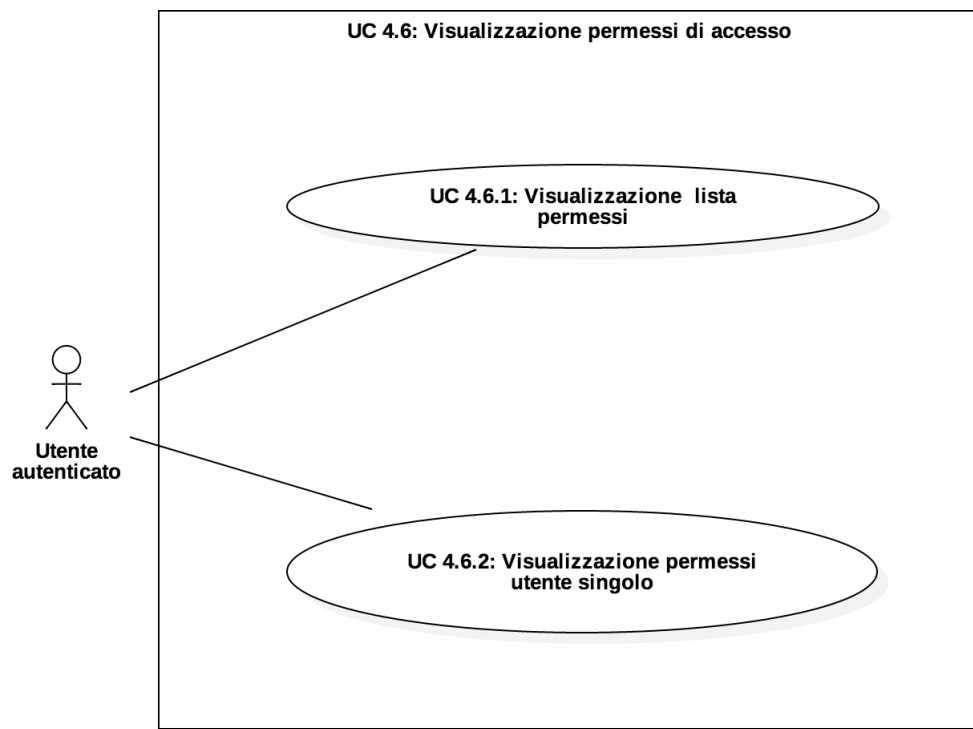 UC 4.6: Visualizzazione permessi di accesso
UC 4.6.1: Visualizzazione  lista
permessi
Utente
autenticato
UC 4.6.2: Visualizzazione permessi
utente singolo